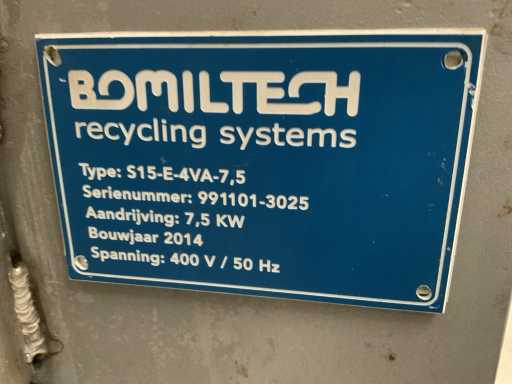 BOMILTECH
recycling systems
Type: S15-E-4VA-7,5
Serienummer: 991101-3025
Aandrijving: 7,5 KW
Bouwjaar 2014
Spanning: 400 V / 50 Hz